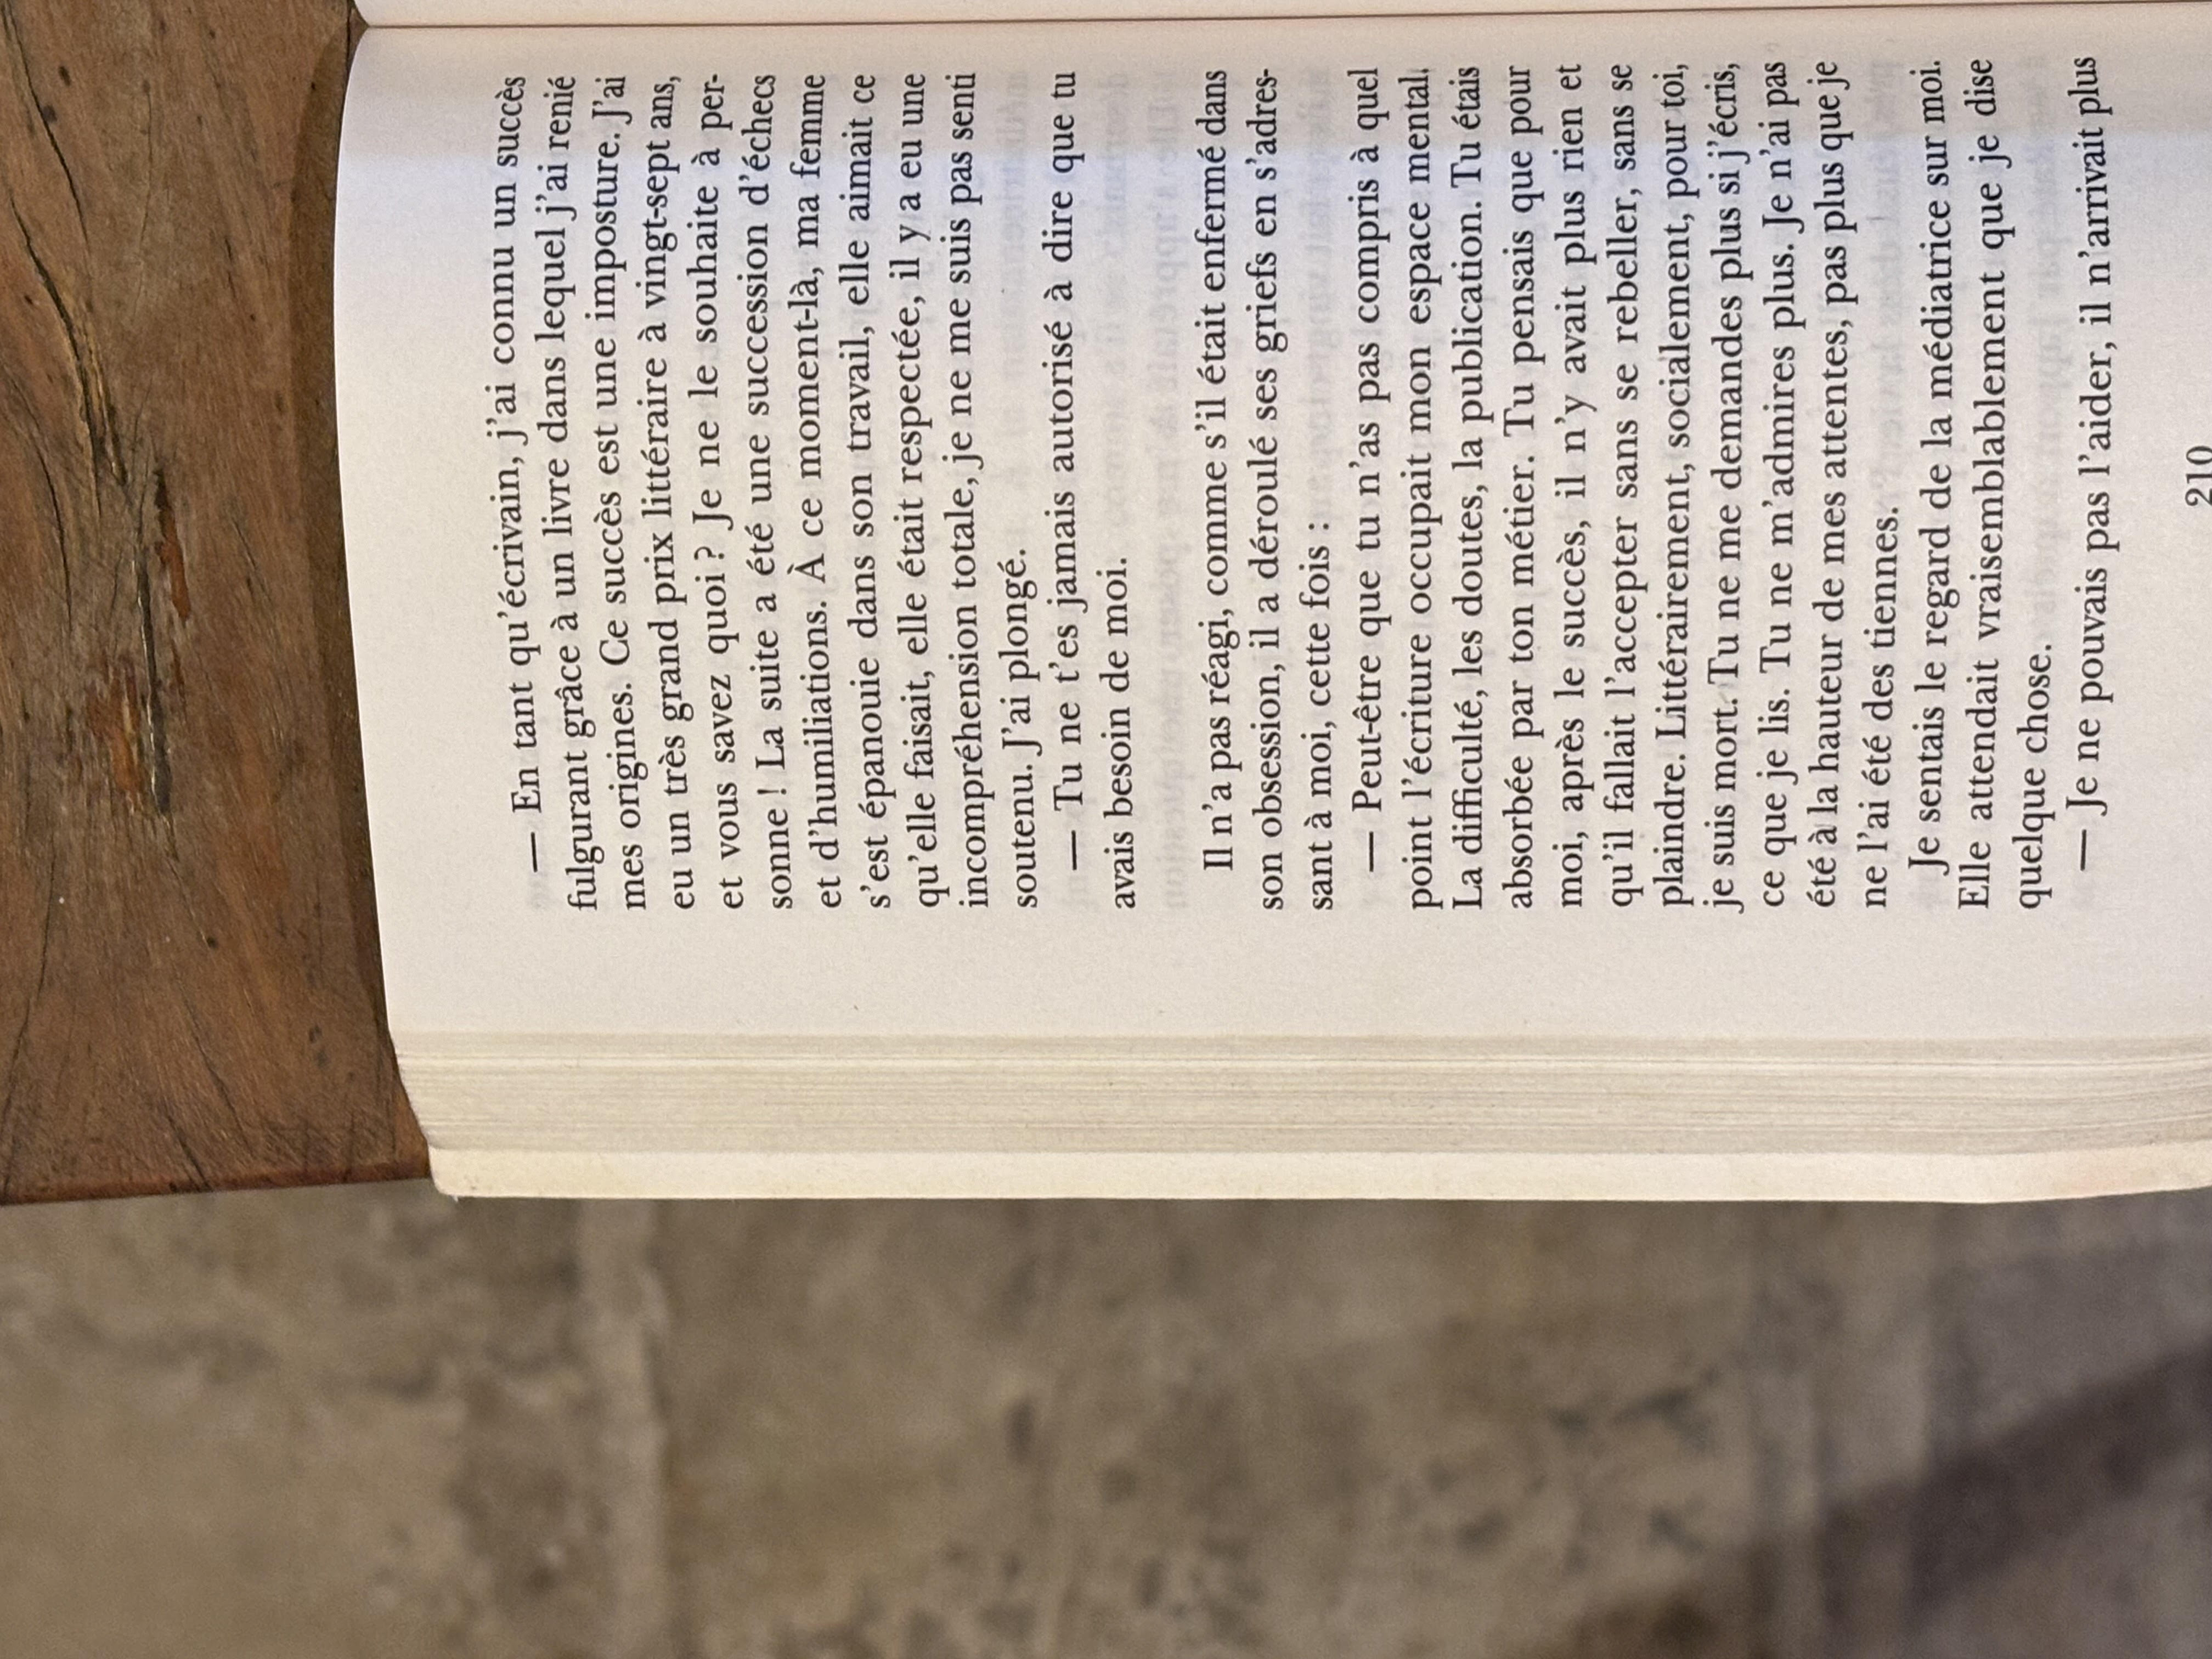 — En tant qu'écrivain, j'ai connu un succès
fulgurant grâce à un livre dans lequel j'ai renié
mes origines. Ce succès est une imposture. J'ai
eu un très grand prix littéraire à vingt-sept ans,
et vous savez quoi ? Je ne le souhaite à per-
sonne ! La suite a été une succession d'échecs
et d'humiliations. À ce moment-là, ma femme
s'est épanouie dans son travail, elle aimait ce
qu'elle faisait, elle était respectée, il y a eu une
incompréhension totale, je ne me suis pas senti
soutenu. J'ai plongé.
— Tu ne t'es jamais autorisé à dire que tu
avais besoin de moi.
Il n'a pas réagi, comme s'il était enfermé dans
son obsession, il a déroulé ses griefs en s'adres-
sant à moi, cette fois :
— Peut-être que tu n'as pas compris à quel
point l'écriture occupait mon espace mental.
La difficulté, les doutes, la publication. Tu étais
absorbée par ton métier. Tu pensais que pour
moi, après le succès, il n'y avait plus rien et
qu'il fallait l'accepter sans se rebeller, sans se
plaindre. Littérairement, socialement, pour toi,
je suis mort. Tu ne me demandes plus si j'écris,
ce que je lis. Tu ne m'admires plus. Je n'ai pas
été à la hauteur de mes attentes, pas plus que je
ne l'ai été des tiennes.
Je sentais le regard de la médiatrice sur moi.
Elle attendait vraisemblablement que je dise
quelque chose.
— Je ne pouvais pas l'aider, il n'arrivait plus
210